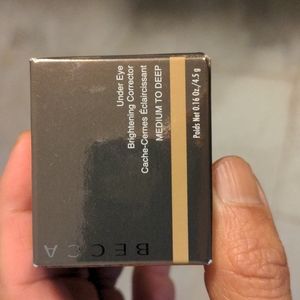 Under Eye
Brightening Corrector
Cache-Cernes Éclaircissant
MEDIUM TO DEEP
Poids Net 0.16 Oz./4.5 g
BECCA